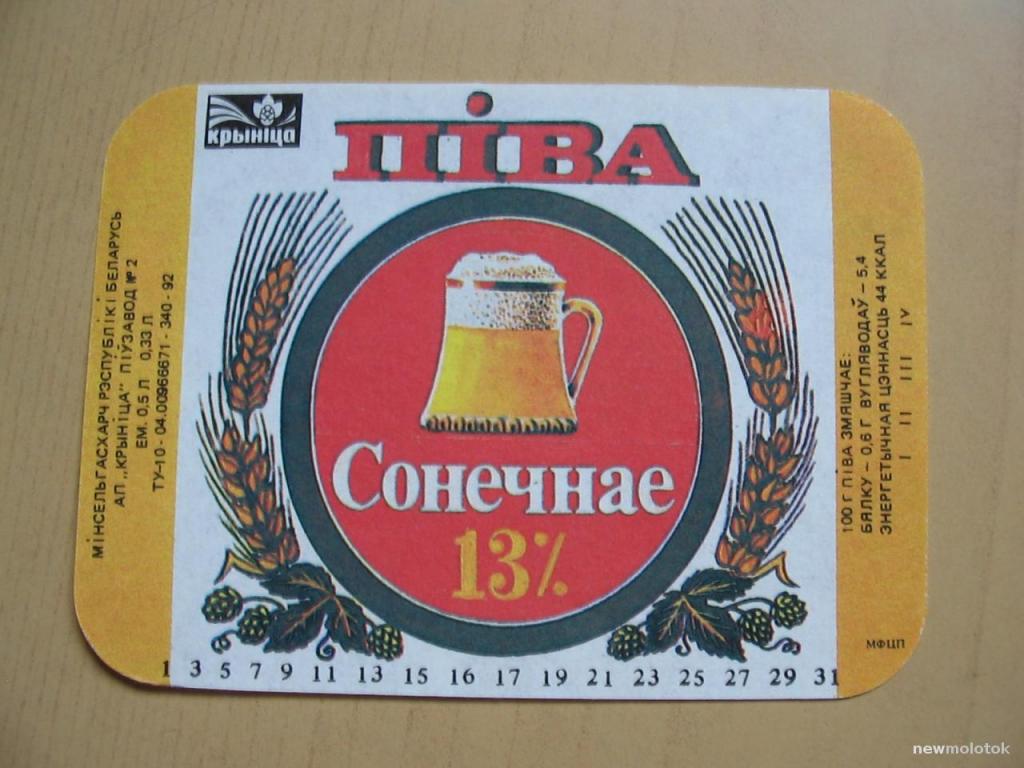 крыніца
ПІВА
МІНСЕЛЬГАСХАРЧ РЭСПУБЛІКІ БЕЛАРУСЬ
АП „КРЫНІЦА" ПІЎЗАВОД № 2
ЕМ. 0,5 Л 0,33 Л
ТУ-10-04.00966671-340-92
Сонечнае
13%
100 Г ПІВА ЗМЯШЧАЕ:
БЯЛКУ – 0,6 Г ВУГЛЯВОДАЎ – 5,4
ЭНЕРГЕТЫЧНАЯ ЦЭННАСЦЬ 44 ККАЛ
I II III IV
МФЦП
1 3 5 7 9 11 13 15 16 17 19 21 23 25 27 29 31
newmolotok